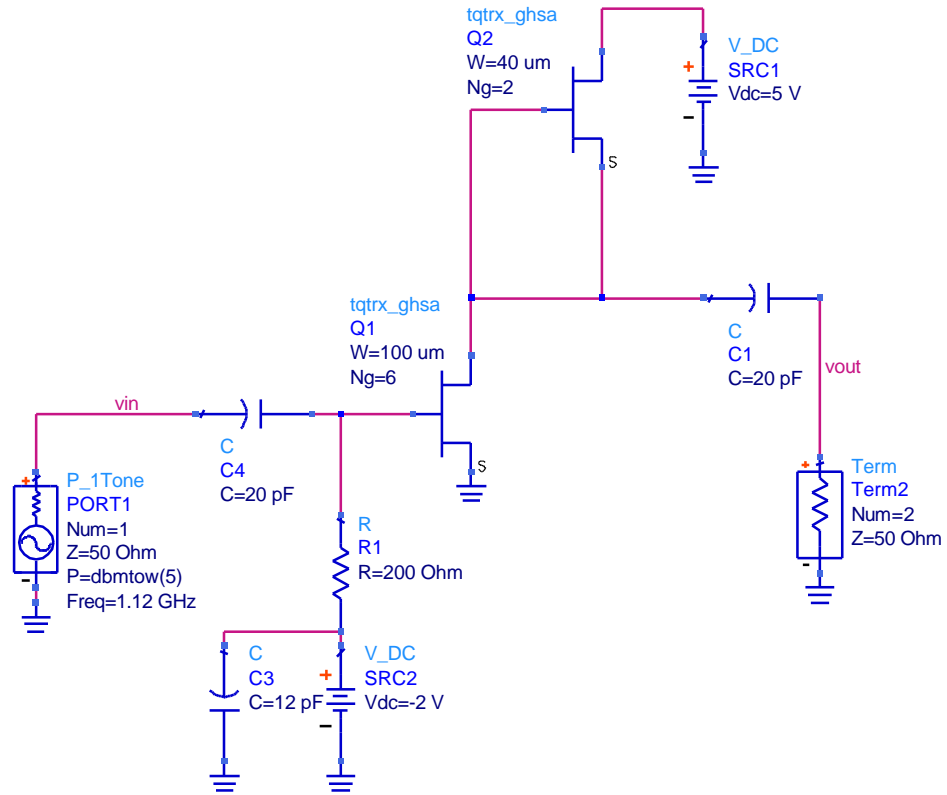 tqtrx_ghsa
Q2
W=40 um
Ng=2
V_DC
SRC1
Vdc=5 V
+
-
S
tqtrx_ghsa
Q1
W=100 um
Ng=6
S
C
C1
C=20 pF
vout
vin
C
C4
C=20 pF
+
P_1Tone
PORT1
Num=1
Z=50 Ohm
P=dbmtow(5)
Freq=1.12 GHz
-
+
Term
Term2
Num=2
Z=50 Ohm
-
R
R1
R=200 Ohm
C
C3
C=12 pF
+
V_DC
SRC2
Vdc=-2 V
-